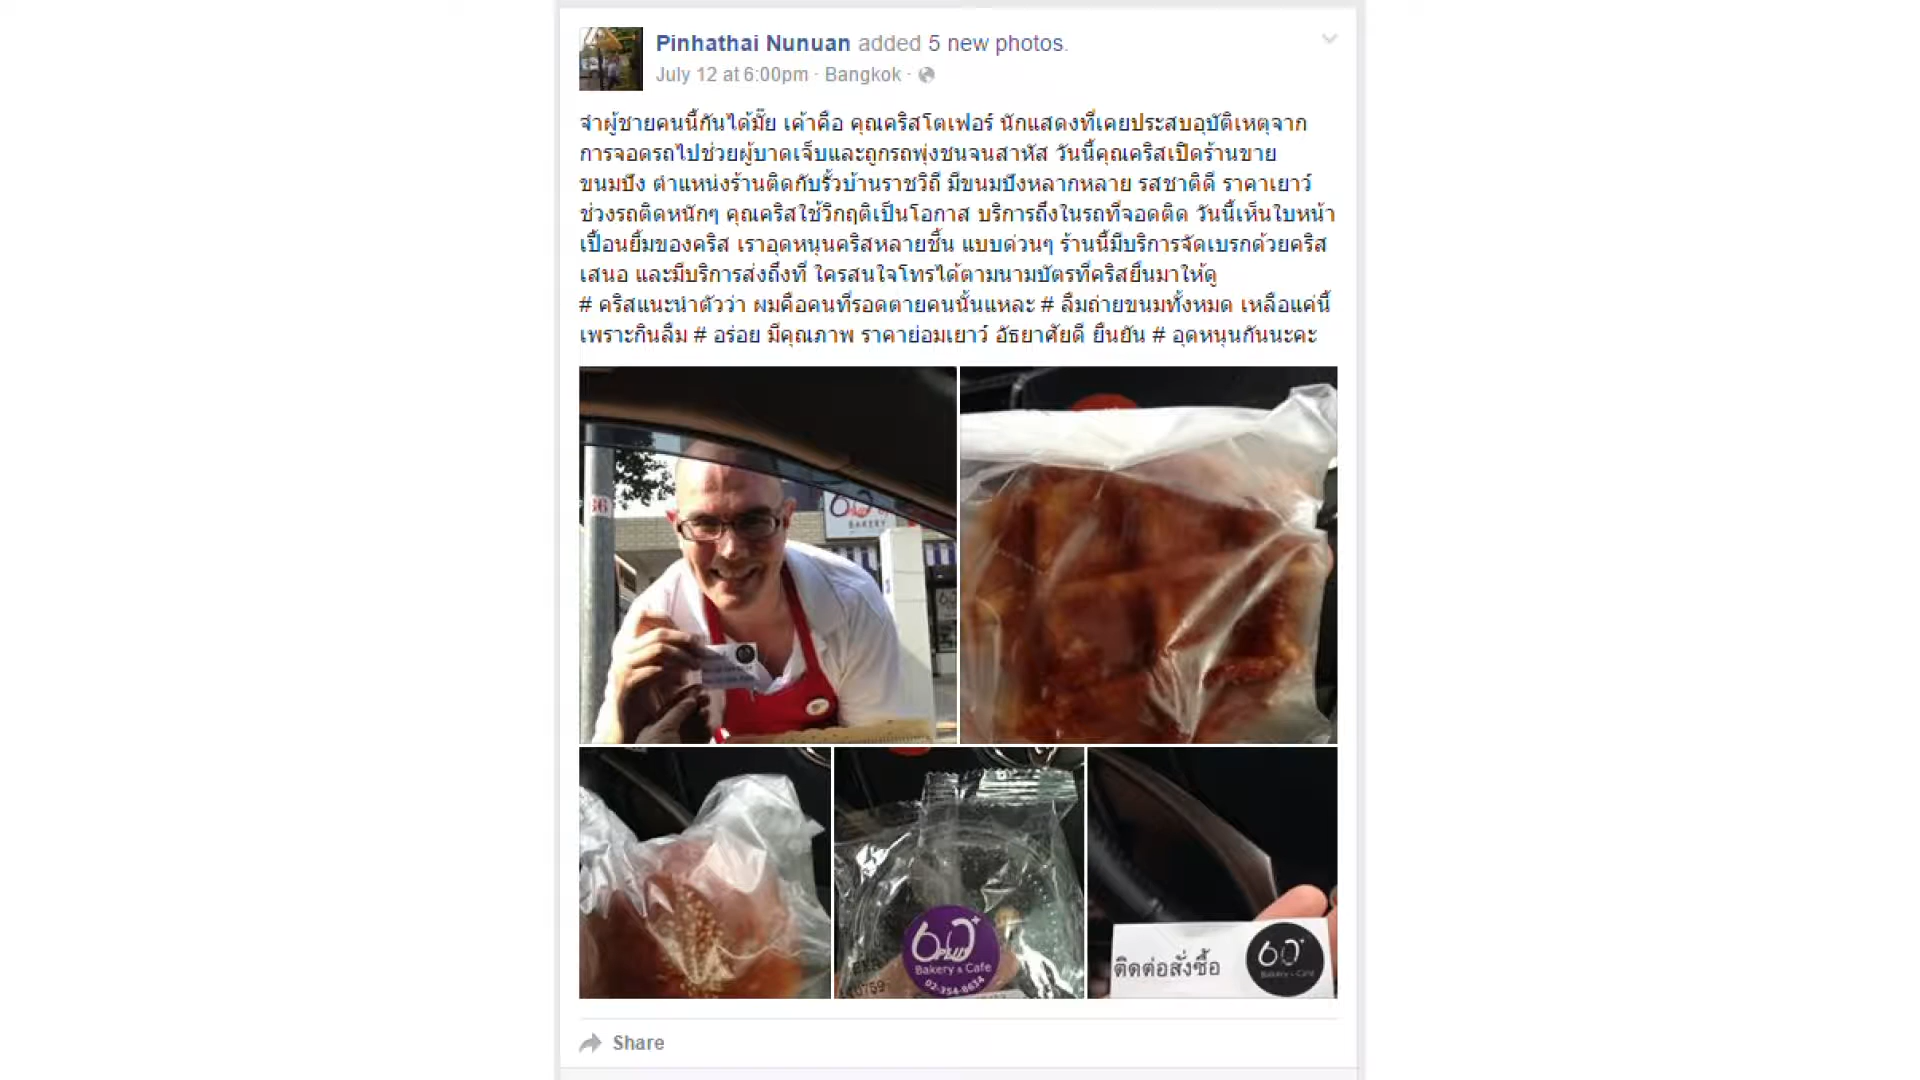 Pinhathai Nunuan added 5 new photos.
July 12 at 6:00pm · Bangkok ·
จำผู้ชายคนนี้กันได้มั๊ย เค้าคือ คุณคริสโตเฟอร์ นักแสดงที่เคยประสบอุบัติเหตุจาก
การจอดรถไปช่วยผู้บาดเจ็บและถูกรถพุ่งชนจนสาหัส วันนี้คุณคริสเปิดร้านขาย
ขนมปัง ตำแหน่งร้านติดกับรั้วบ้านราชวิถี มีขนมปังหลากหลาย รสชาติดี ราคาเยาว์
ช่วงรถติดหนักๆ คุณคริสใช้วิกฤติเป็นโอกาส บริการถึงในรถที่จอดติด วันนี้เห็นใบหน้า
เปื้อนยิ้มของคริส เราอุดหนุนคริสหลายชิ้น แบบด่วนๆ ร้านนี้มีบริการจัดเบรกด้วยคริส
เสนอ และมีบริการส่งถึงที่ ใครสนใจโทรได้ตามนามบัตรที่คริสยื่นมาให้ดู
# คริสแนะนำตัวว่า ผมคือคนที่รอดตายคนนั้นแหละ # ลืมถ่ายขนมทั้งหมด เหลือแค่นี้
เพราะกินลืม # อร่อย มีคุณภาพ ราคาย่อมเยาว์ อัธยาศัยดี ยืนยัน # อุดหนุนกันนะคะ
BAKERY
60+
PLUS
Bakery & Cafe
02-354-8634
ติดต่อสั่งซื้อ
60+
Bakery & Café
Share